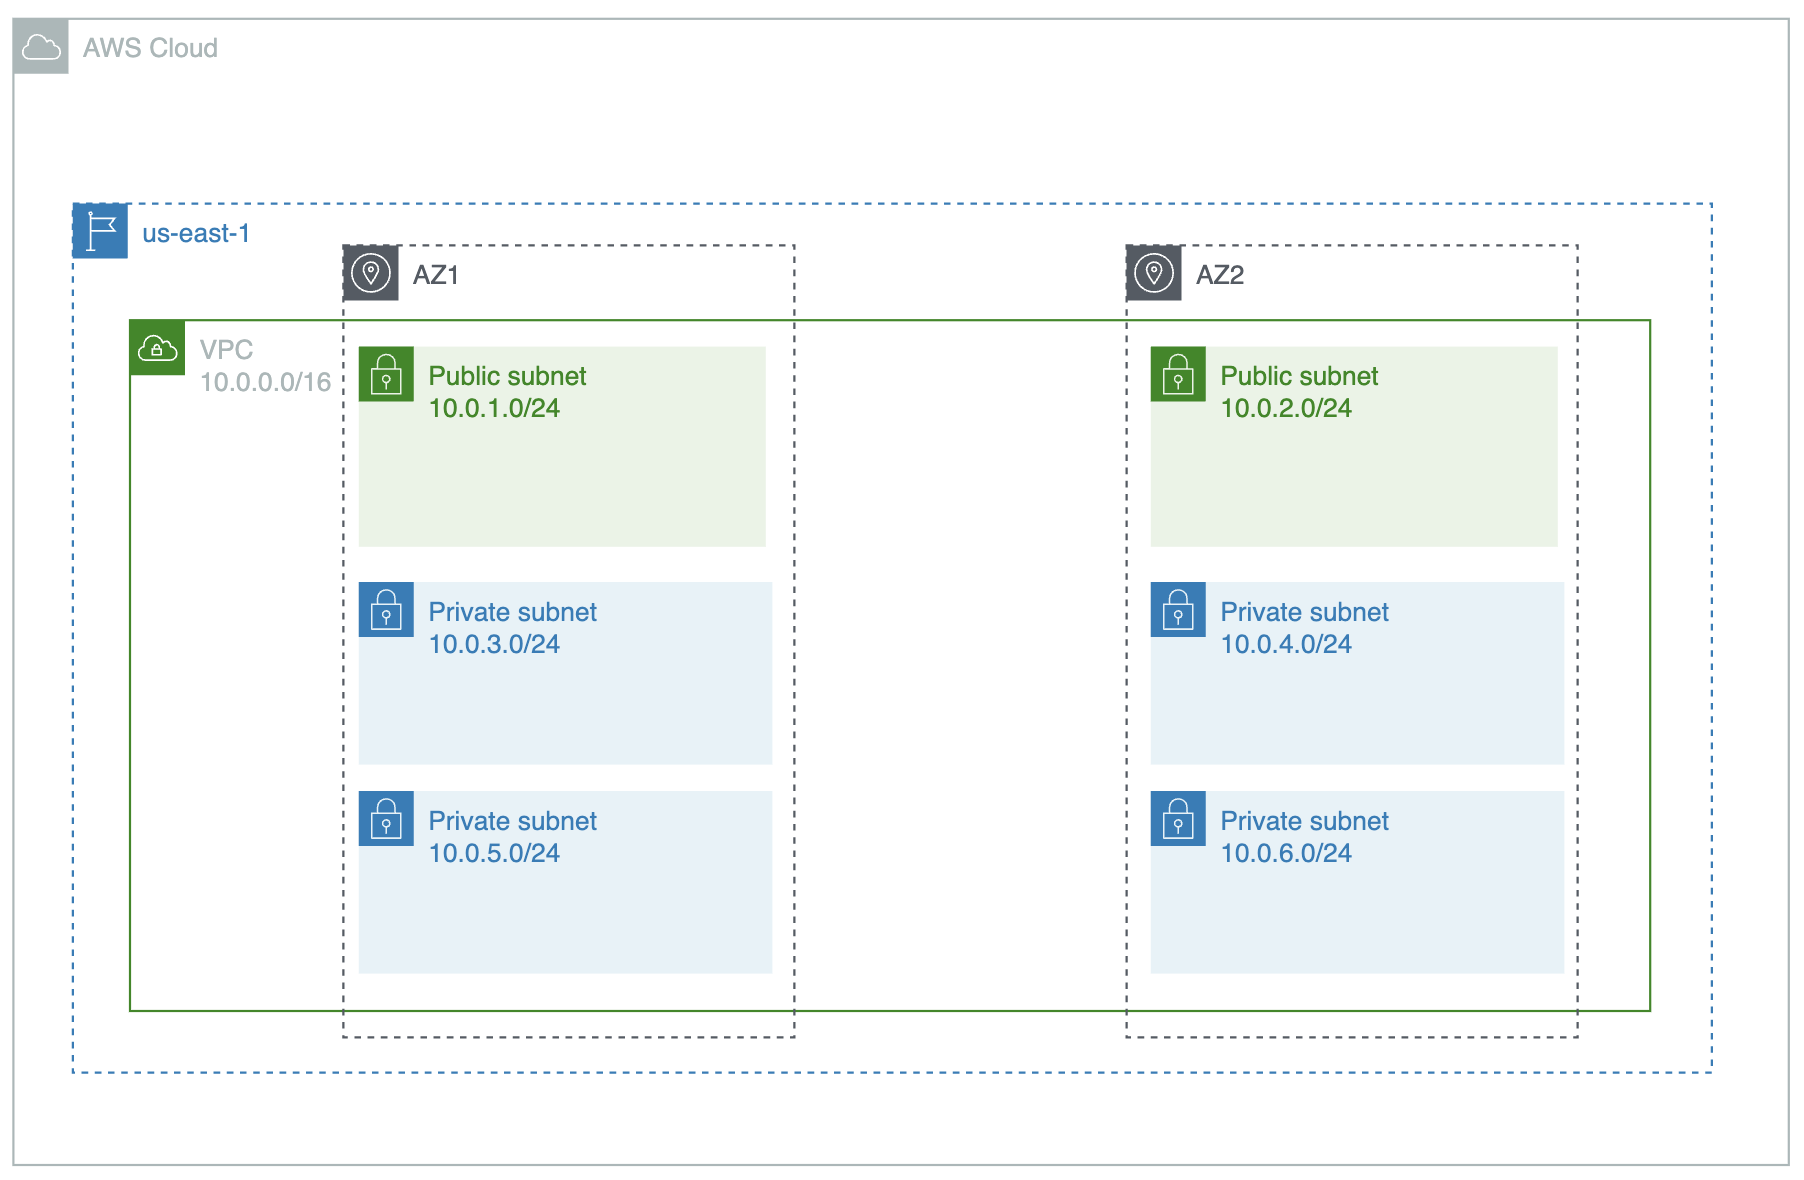 AWS Cloud
us-east-1
AZ1
AZ2
VPC
10.0.0.0/16
Public subnet
10.0.1.0/24
Public subnet
10.0.2.0/24
Private subnet
10.0.3.0/24
Private subnet
10.0.4.0/24
Private subnet
10.0.5.0/24
Private subnet
10.0.6.0/24